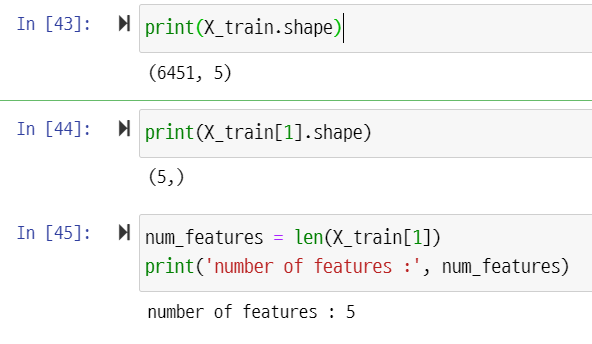 In [43]: print(X_train.shape)
(6451, 5)
In [44]: print(X_train[1].shape)
(5,)
In [45]: num_features = len(X_train[1])
print('number of features :', num_features)
number of features : 5